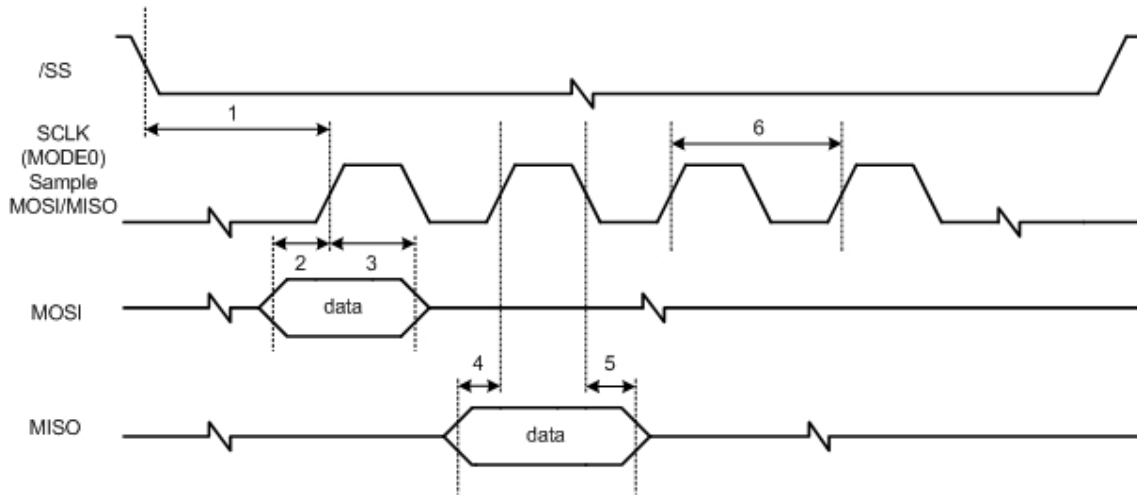 /SS
1
SCLK
(MODE0)
Sample
MOSI/MISO
6
2
3
MOSI
data
4
5
MISO
data